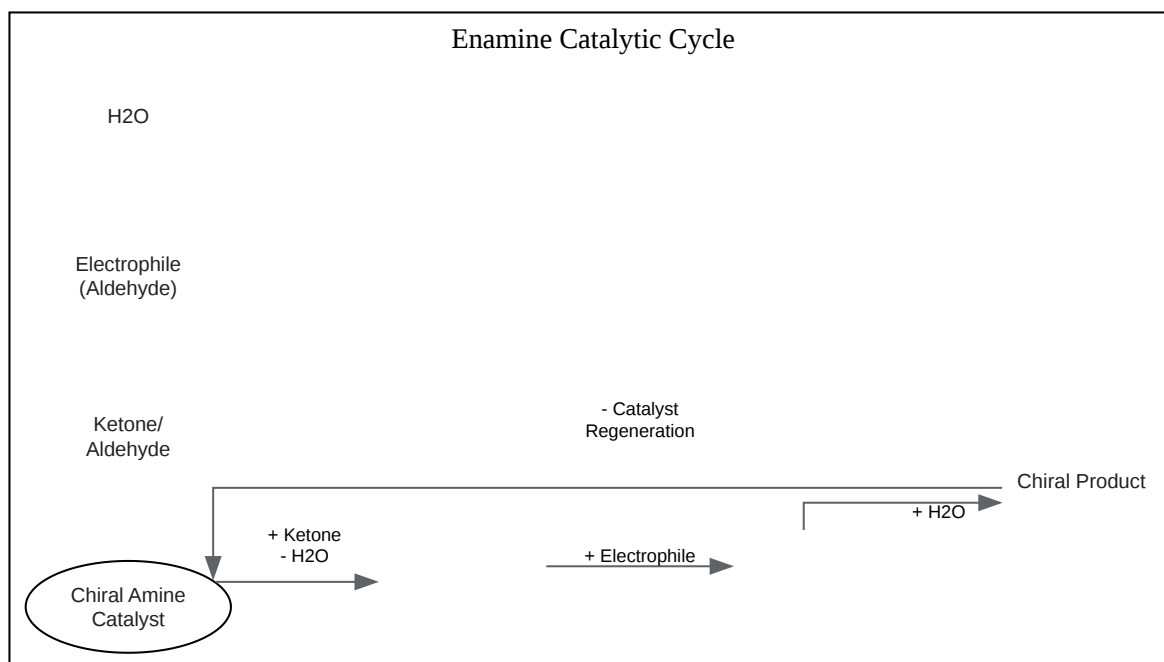 Enamine Catalytic Cycle
H2O
Electrophile
(Aldehyde)
Ketone/
Aldehyde
- Catalyst
Regeneration
Chiral Product
+ H2O
+ Ketone
- H2O
+ Electrophile
Chiral Amine
Catalyst